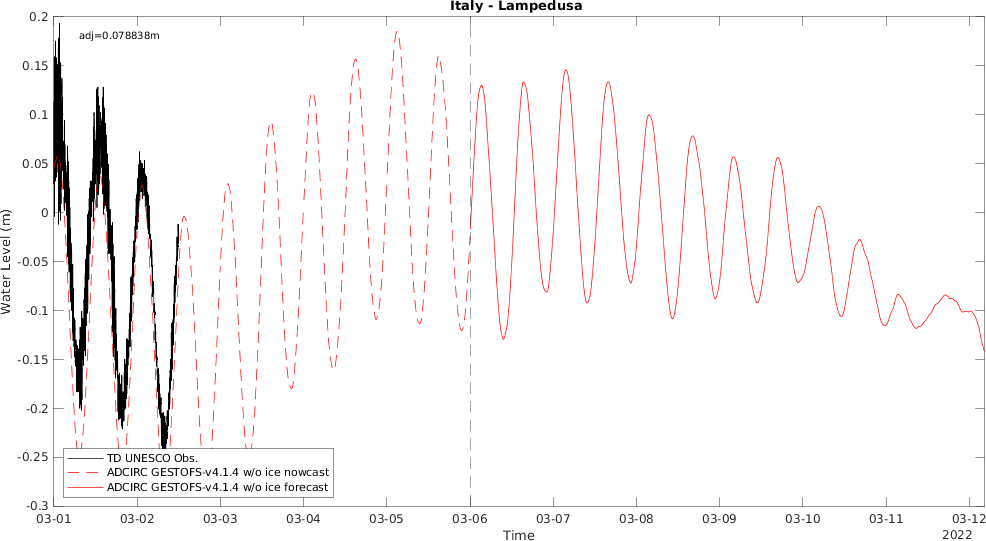 Italy - Lampedusa
adj=0.078838m
0.2
0.15
0.1
0.05
0
-0.05
-0.1
-0.15
-0.2
-0.25
-0.3
Water Level (m)
TD UNESCO Obs.
ADCIRC GESTOFS-v4.1.4 w/o ice nowcast
ADCIRC GESTOFS-v4.1.4 w/o ice forecast
03-01 03-02 03-03 03-04 03-05 03-06 03-07 03-08 03-09 03-10 03-11 03-12
Time
2022